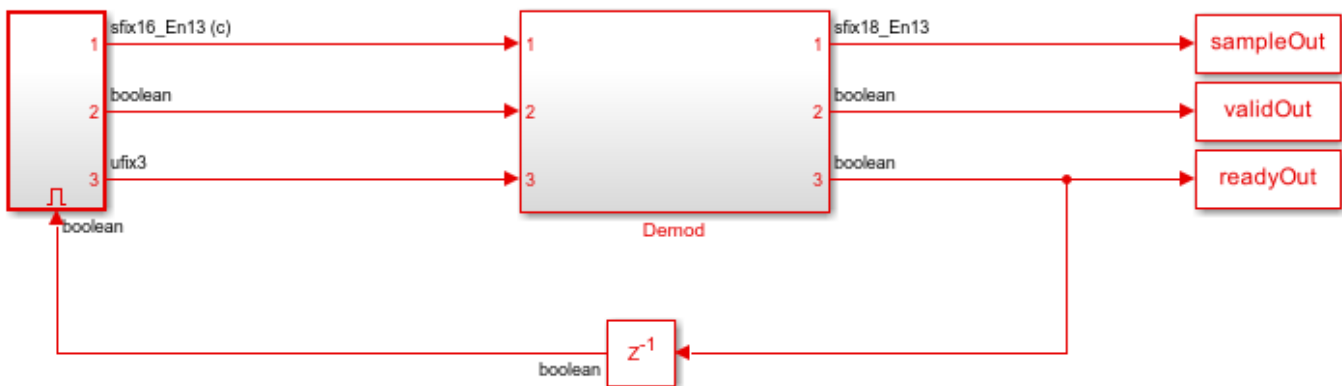 sfix16_En13 (c)
1
1
1
sfix18_En13
sampleOut
boolean
2
2
2
boolean
validOut
ufix3
3
3
3
boolean
readyOut
boolean
Demod
z-1
boolean